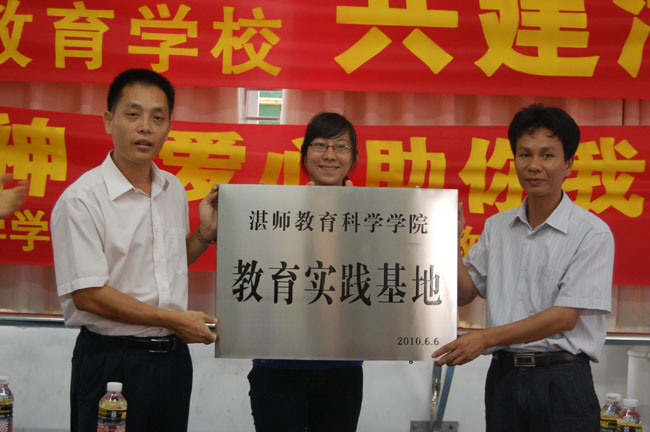 教育学校 共建
神 爱心助你我
学
湛师教育科学学院
教育实践基地
2010.6.6